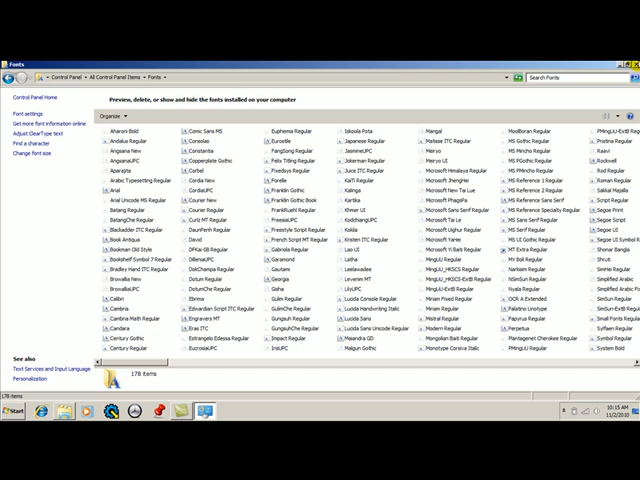 Fonts
Control Panel ▸ All Control Panel Items ▸ Fonts
Search Fonts
Control Panel Home
Font settings
Get more font information online
Adjust ClearType text
Find a character
Change font size
See also
Text Services and Input Language
Personalization
Preview, delete, or show and hide the fonts installed on your computer
Organize
Aharoni Bold
Andalus Regular
Angsana New
AngsanaUPC
Aparajita
Arabic Typesetting Regular
Arial
Arial Unicode MS Regular
Batang Regular
BatangChe Regular
Blackadder ITC Regular
Book Antiqua
Bookman Old Style
Bookshelf Symbol 7 Regular
Bradley Hand ITC Regular
Browallia New
BrowalliaUPC
Calibri
Cambria
Cambria Math Regular
Candara
Century Gothic
Century Regular
Comic Sans MS
Consolas
Constantia
Copperplate Gothic
Corbel
Cordia New
CordiaUPC
Courier New
Courier Regular
Curlz MT Regular
DaunPenh Regular
David
DFKai-SB Regular
DilleniaUPC
DokChampa Regular
Dotum Regular
DotumChe Regular
Ebrima
Edwardian Script ITC Regular
Engravers MT
Eras ITC
Estrangelo Edessa Regular
EucrosiaUPC
Euphemia Regular
Eurostile
FangSong Regular
Felix Titling Regular
Fixedsys Regular
Forelle
Franklin Gothic
Franklin Gothic Book
FrankRuehl Regular
FreesiaUPC
Freestyle Script Regular
French Script MT Regular
Gabriola Regular
Garamond
Gautami
Georgia
Gisha
Gulim Regular
GulimChe Regular
Gungsuh Regular
GungsuhChe Regular
Impact Regular
IrisUPC
Iskoola Pota
Japanese Regular
JasmineUPC
Jokerman Regular
Juice ITC Regular
KaiTi Regular
Kalinga
Kartika
Khmer UI
KodchiangUPC
Kokila
Kristen ITC Regular
Lao UI
Latha
Leelawadee
Levenim MT
LilyUPC
Lucida Console Regular
Lucida Handwriting Italic
Lucida Sans
Lucida Sans Unicode Regular
Maiandra GD
Malgun Gothic
Mangal
Matisse ITC Regular
Meiryo
Meiryo UI
Microsoft Himalaya Regular
Microsoft JhengHei
Microsoft New Tai Lue
Microsoft PhagsPa
Microsoft Sans Serif Regular
Microsoft Tai Le
Microsoft Uighur Regular
Microsoft YaHei
Microsoft Yi Baiti Regular
MingLiU Regular
MingLiU_HKSCS Regular
MingLiU_HKSCS-ExtB Regular
MingLiU-ExtB Regular
Miriam Fixed Regular
Miriam Regular
Modern Regular
Mongolian Baiti Regular
Monotype Corsiva Italic
MoolBoran Regular
MS Gothic Regular
MS Mincho Regular
MS PGothic Regular
MS PMincho Regular
MS Reference 1 Regular
MS Reference 2 Regular
MS Reference Sans Serif
MS Reference Specialty Regular
MS Sans Serif Regular
MS Serif Regular
MS UI Gothic Regular
MT Extra Regular
MV Boli Regular
Narkisim Regular
NSimSun Regular
Nyala Regular
OCR A Extended
Palatino Linotype
Papyrus Regular
Perpetua
Plantagenet Cherokee Regular
PMingLiU Regular
PMingLiU-ExtB Reg
Pristina Regular
Raavi
Rockwell
Rod Regular
Roman Regular
Sakkal Majalla
Script Regular
Segoe Print
Segoe Script
Segoe UI
Segoe UI Symbol R
Shonar Bangla
Shruti
SimHei Regular
Simplified Arabic
Simplified Arabic Fi
SimSun Regular
SimSun-ExtB Regular
Small Fonts Regular
Sylfaen Regular
Symbol Regular
System Bold
178 items
178 items
Start
10:15 AM
11/2/2010